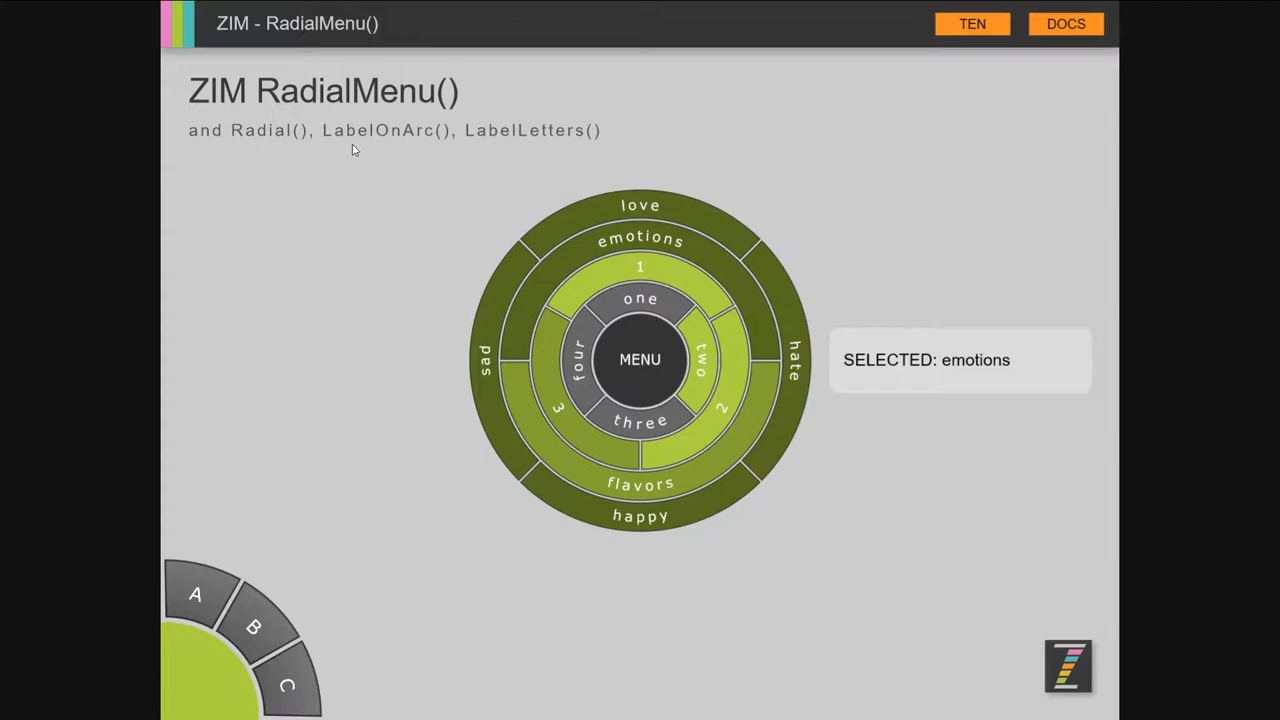 ZIM - RadialMenu()
TEN
DOCS
ZIM RadialMenu()
and Radial(), LabelOnArc(), LabelLetters()
love
emotions
1
one
sad
four
MENU
two
hate
SELECTED: emotions
3
2
three
flavors
happy
A
B
C